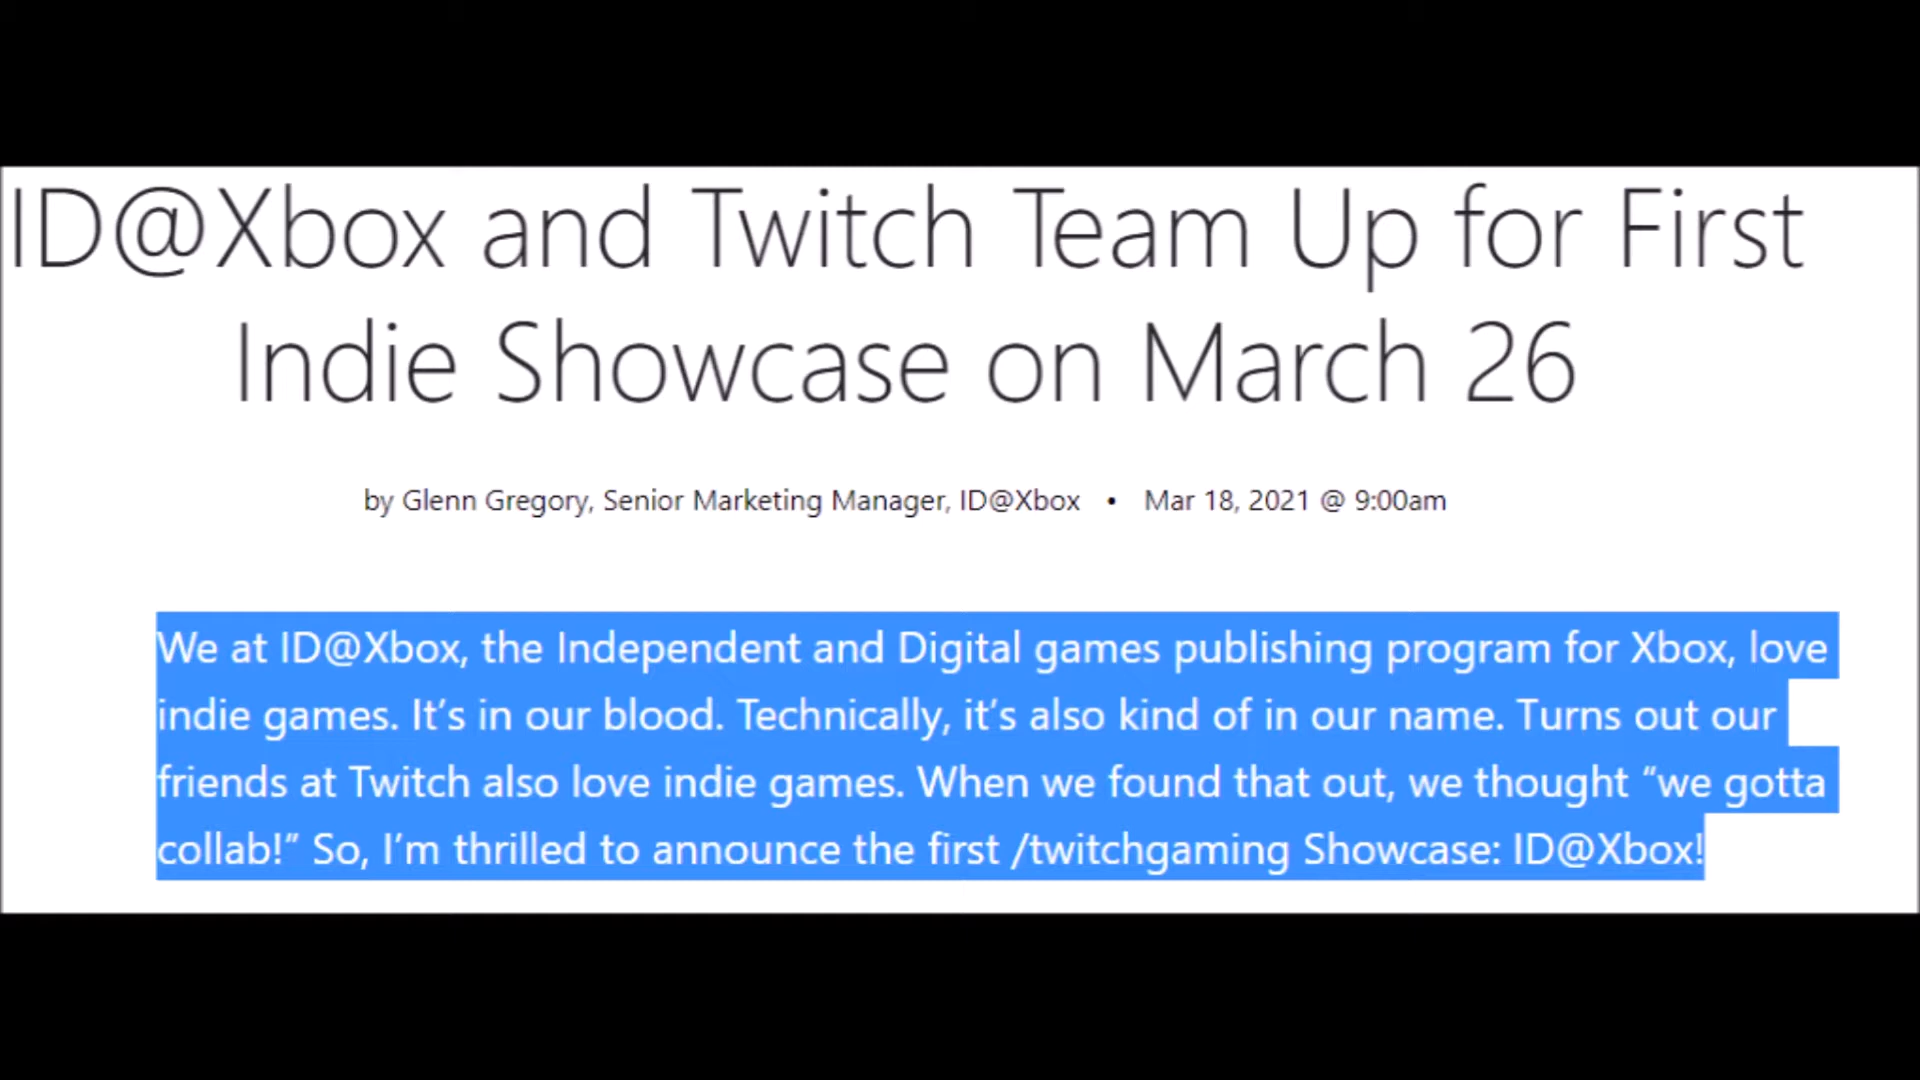 ID@Xbox and Twitch Team Up for First
Indie Showcase on March 26
by Glenn Gregory, Senior Marketing Manager, ID@Xbox • Mar 18, 2021 @ 9:00am
We at ID@Xbox, the Independent and Digital games publishing program for Xbox, love
indie games. It’s in our blood. Technically, it’s also kind of in our name. Turns out our
friends at Twitch also love indie games. When we found that out, we thought “we gotta
collab!” So, I’m thrilled to announce the first /twitchgaming Showcase: ID@Xbox!